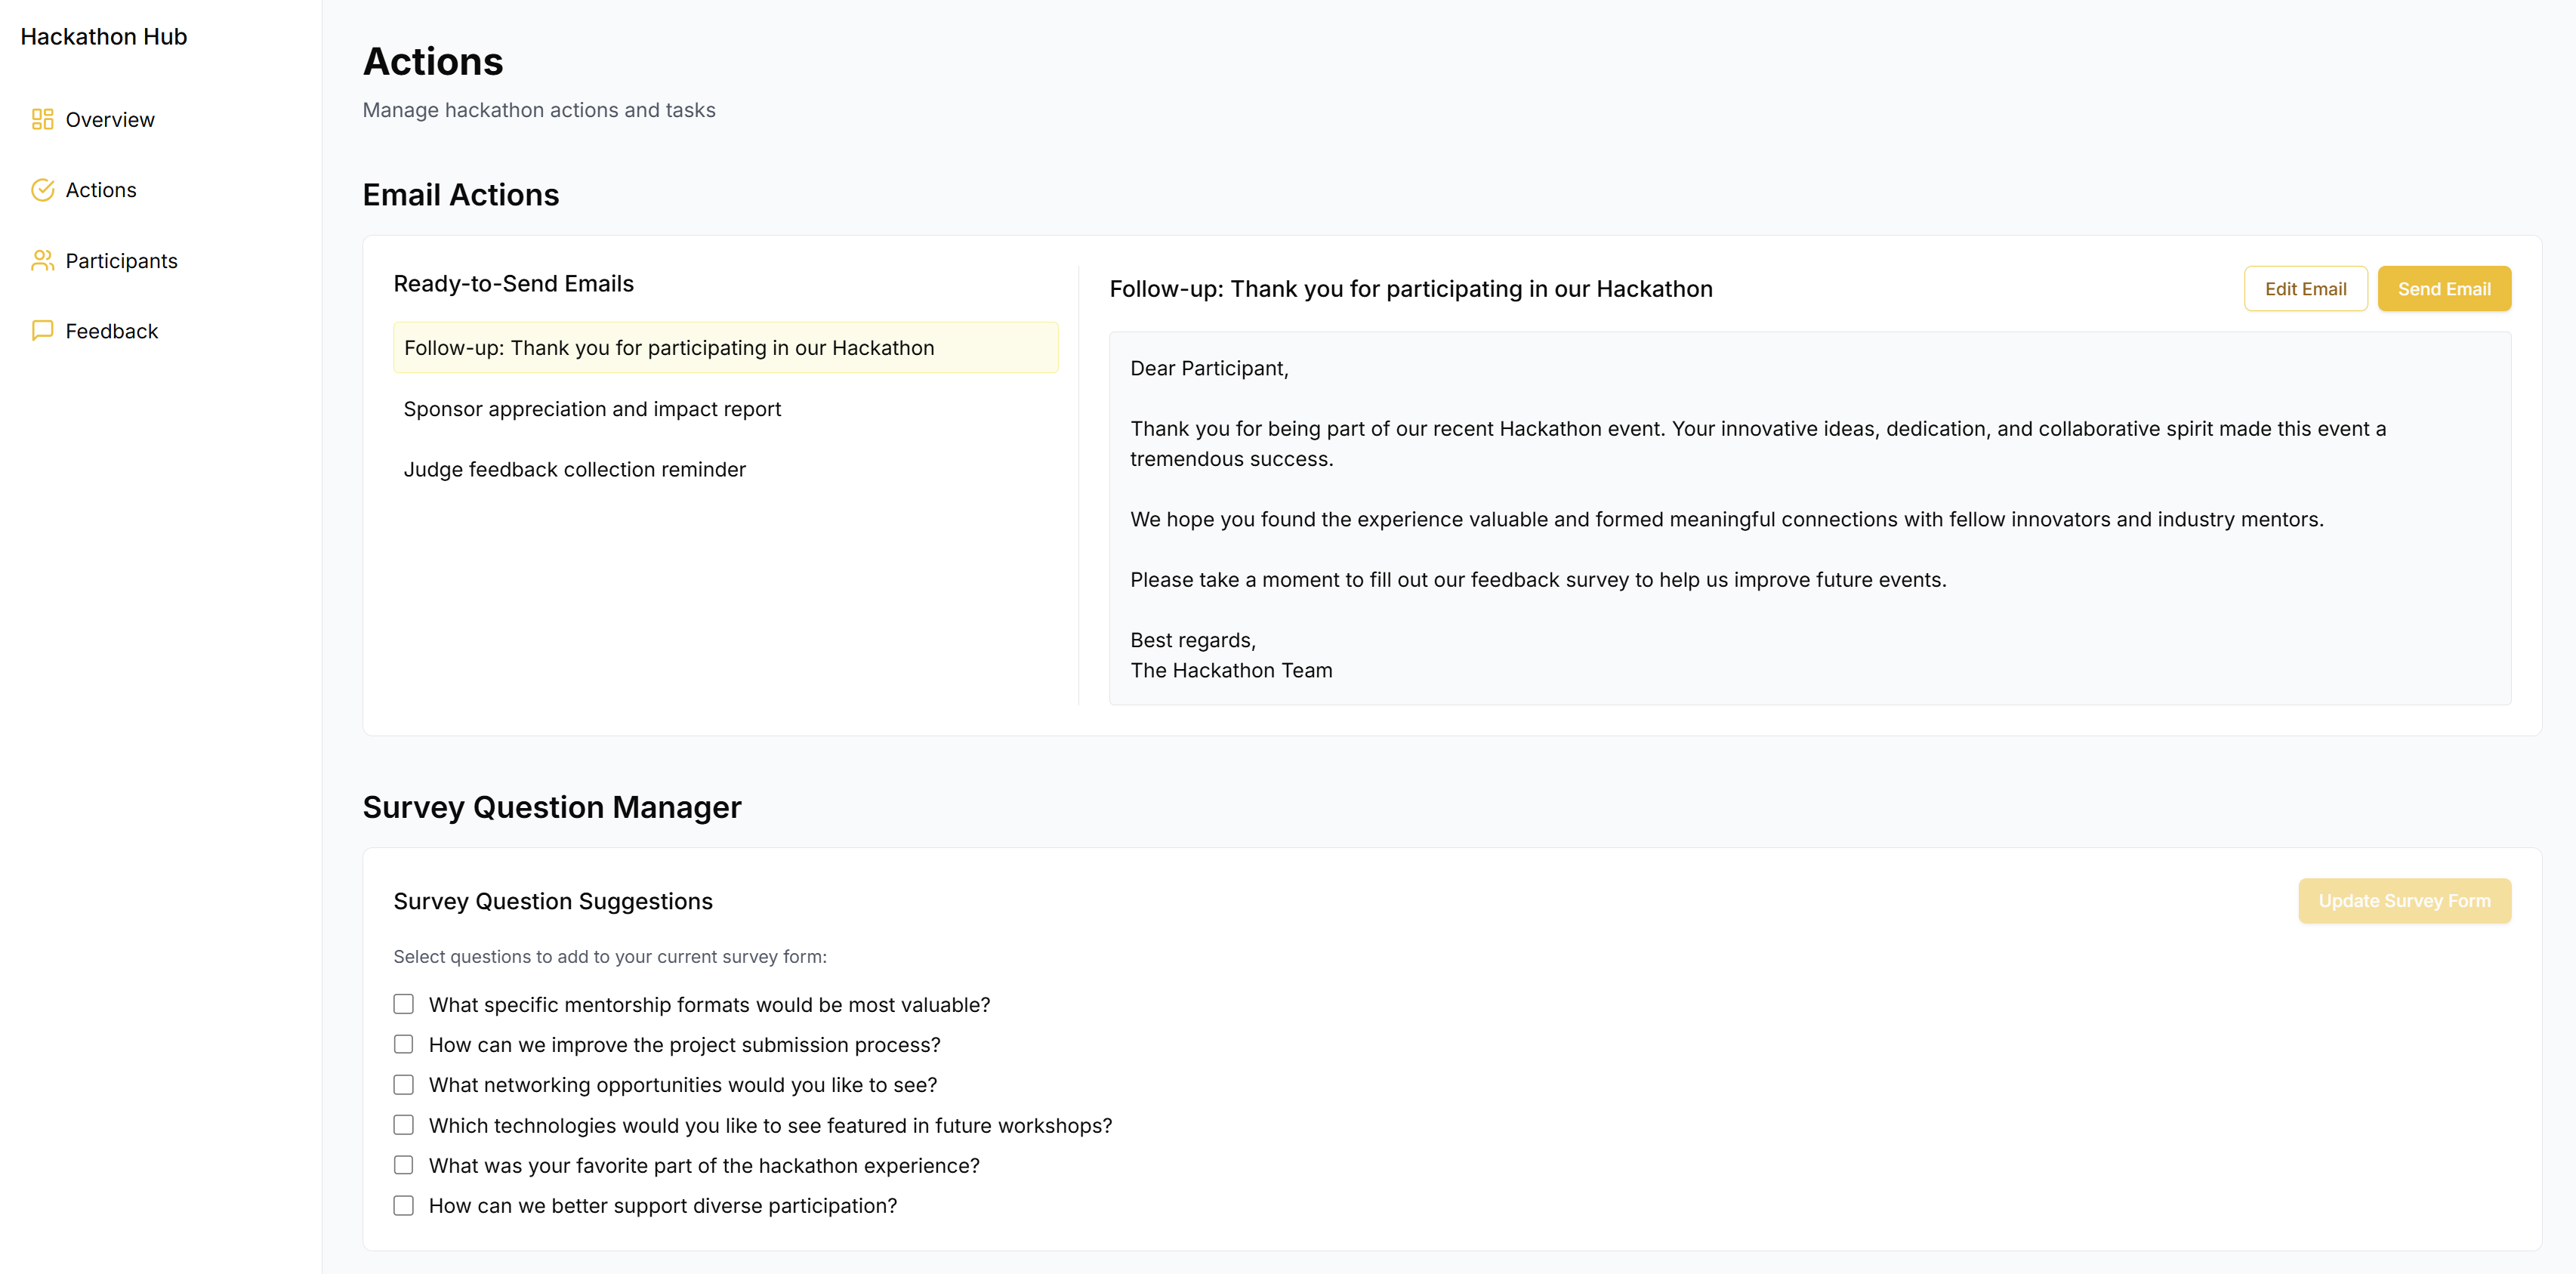 Hackathon Hub
Overview
Actions
Participants
Feedback
Actions
Manage hackathon actions and tasks
Email Actions
Ready-to-Send Emails
Follow-up: Thank you for participating in our Hackathon
Sponsor appreciation and impact report
Judge feedback collection reminder
Follow-up: Thank you for participating in our Hackathon
Edit Email
Send Email
Dear Participant,
Thank you for being part of our recent Hackathon event. Your innovative ideas, dedication, and collaborative spirit made this event a
tremendous success.
We hope you found the experience valuable and formed meaningful connections with fellow innovators and industry mentors.
Please take a moment to fill out our feedback survey to help us improve future events.
Best regards,
The Hackathon Team
Survey Question Manager
Survey Question Suggestions
Update Survey Form
Select questions to add to your current survey form:
What specific mentorship formats would be most valuable?
How can we improve the project submission process?
What networking opportunities would you like to see?
Which technologies would you like to see featured in future workshops?
What was your favorite part of the hackathon experience?
How can we better support diverse participation?